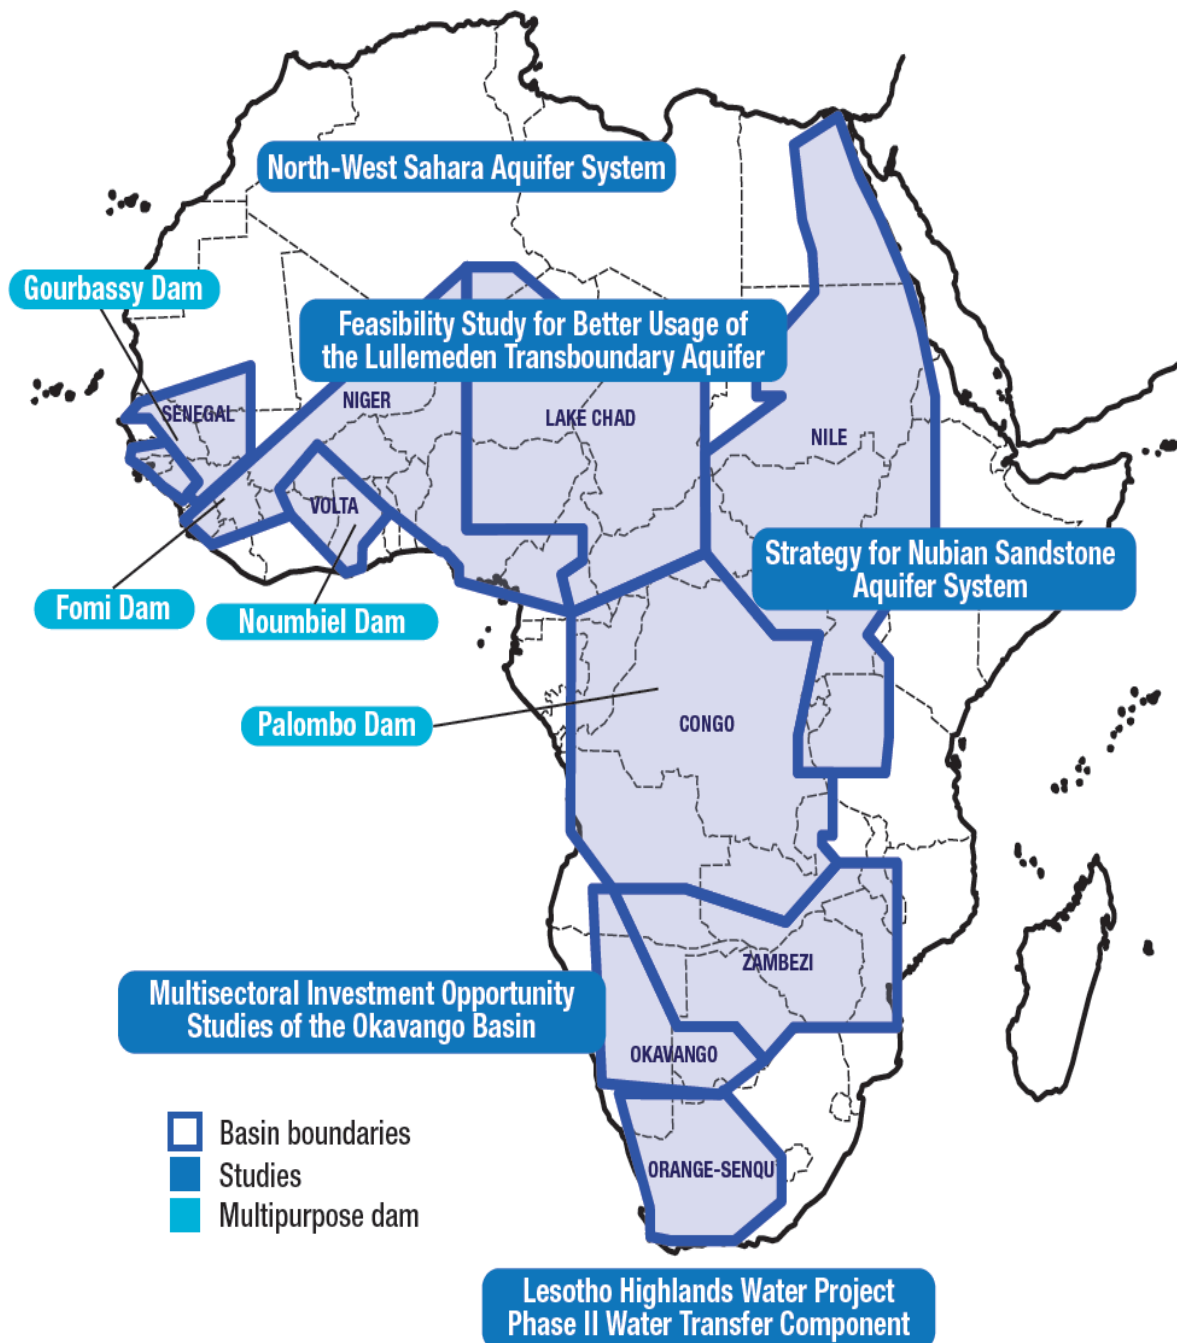 North-West Sahara Aquifer System
Gourbassy Dam
Feasibility Study for Better Usage of
the Lullemeden Transboundary Aquifer
SENEGAL
NIGER
LAKE CHAD
NILE
VOLTA
Strategy for Nubian Sandstone
Aquifer System
Fomi Dam
Noumbiel Dam
Palombo Dam
CONGO
ZAMBEZI
Multisectoral Investment Opportunity
Studies of the Okavango Basin
OKAVANGO
ORANGE-SENQU
Basin boundaries
Studies
Multipurpose dam
Lesotho Highlands Water Project
Phase II Water Transfer Component